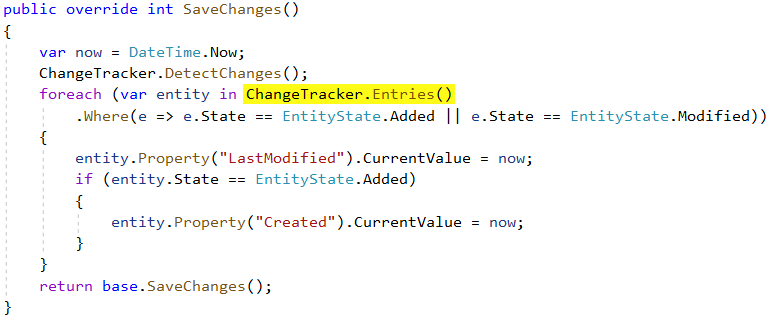 public override int SaveChanges()
{
var now = DateTime.Now;
ChangeTracker.DetectChanges();
foreach (var entity in ChangeTracker.Entries()
.Where(e => e.State == EntityState.Added || e.State == EntityState.Modified))
{
entity.Property("LastModified").CurrentValue = now;
if (entity.State == EntityState.Added)
{
entity.Property("Created").CurrentValue = now;
}
}
return base.SaveChanges();
}